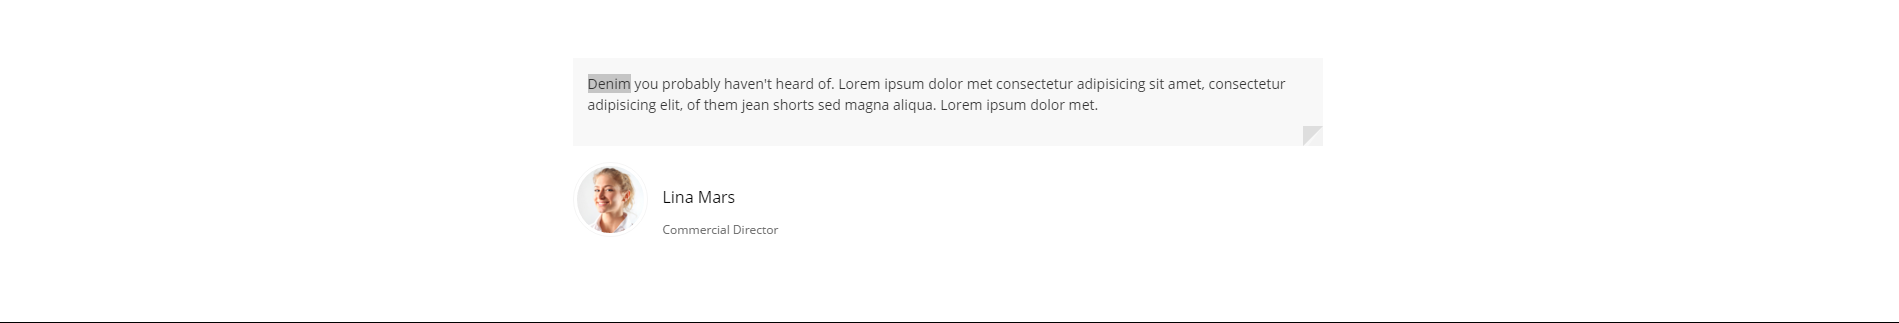 Denim you probably haven't heard of. Lorem ipsum dolor met consectetur adipisicing sit amet, consectetur
adipisicing elit, of them jean shorts sed magna aliqua. Lorem ipsum dolor met.
Lina Mars
Commercial Director